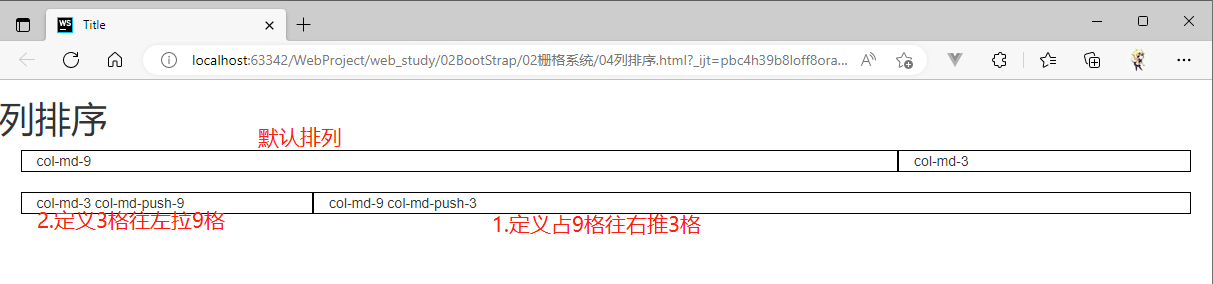 WS Title
localhost:63342/WebProject/web_study/02BootStrap/02栅格系统/04列排序.html?_ijt=pbc4h39b8loff8ora...
列排序
默认排列
col-md-9 col-md-3
col-md-3 col-md-push-9 col-md-9 col-md-push-3
2.定义3格往左拉9格 1.定义占9格往右推3格